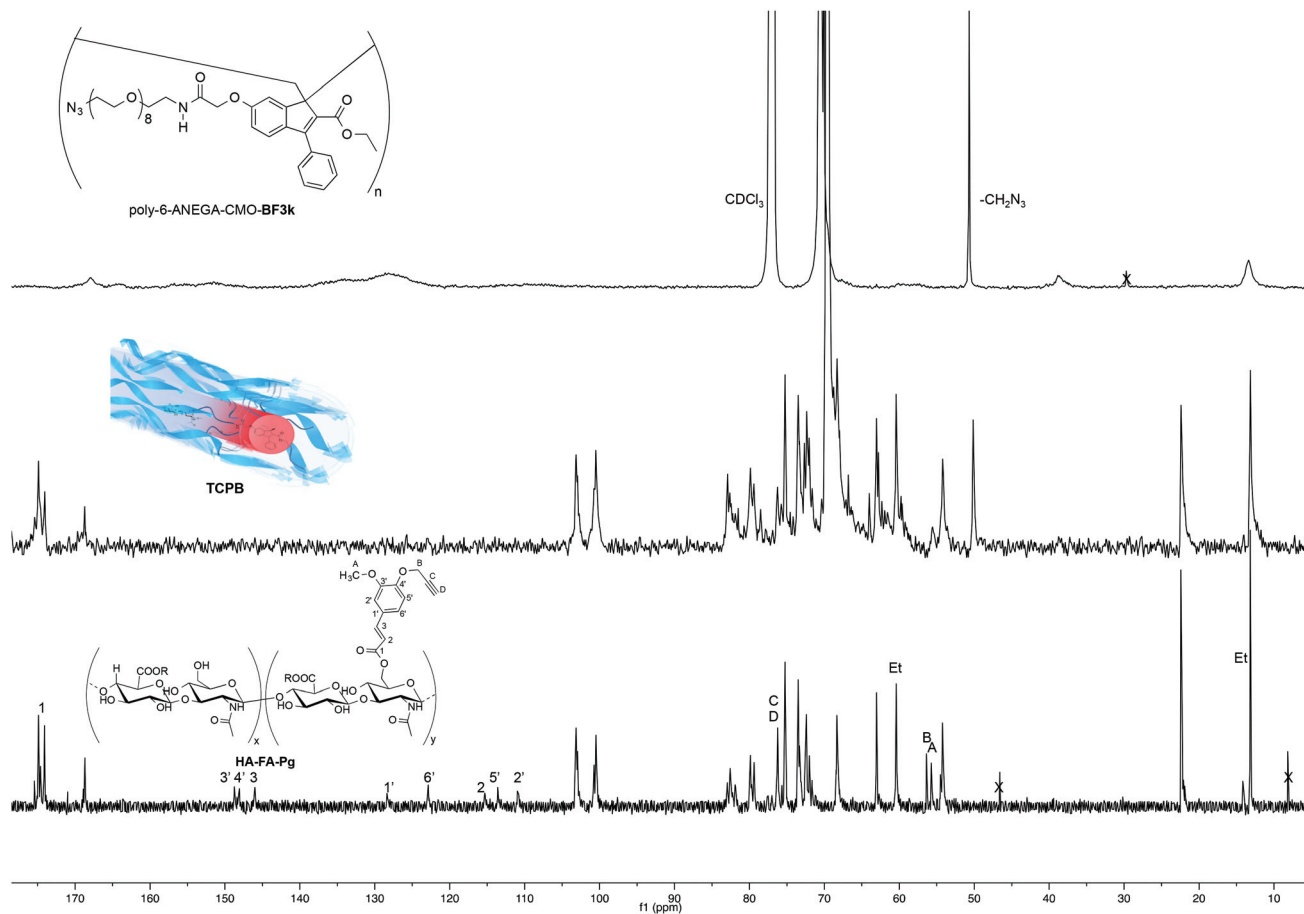 N3
O
8
N
H
O
O
O
O
n
poly-6-ANEGA-CMO-BF3k
CDCl3
-CH2N3
X
TCPB
A
H3C
O
3'
4'
O
B
C
D
2'
5'
1'
6'
3
2
O
1
O
H
COOR
OH
O
HO
O
OH
O
HO
O
NH
O
x
ROOC
O
HO
OH
O
HO
O
NH
O
y
HA-FA-Pg
1
3'
4'
3
1'
6'
2
5'
2'
C
D
Et
B
A
X
Et
X
170 160 150 140 130 120 110 100 90 80 70 60 50 40 30 20 10
f1 (ppm)